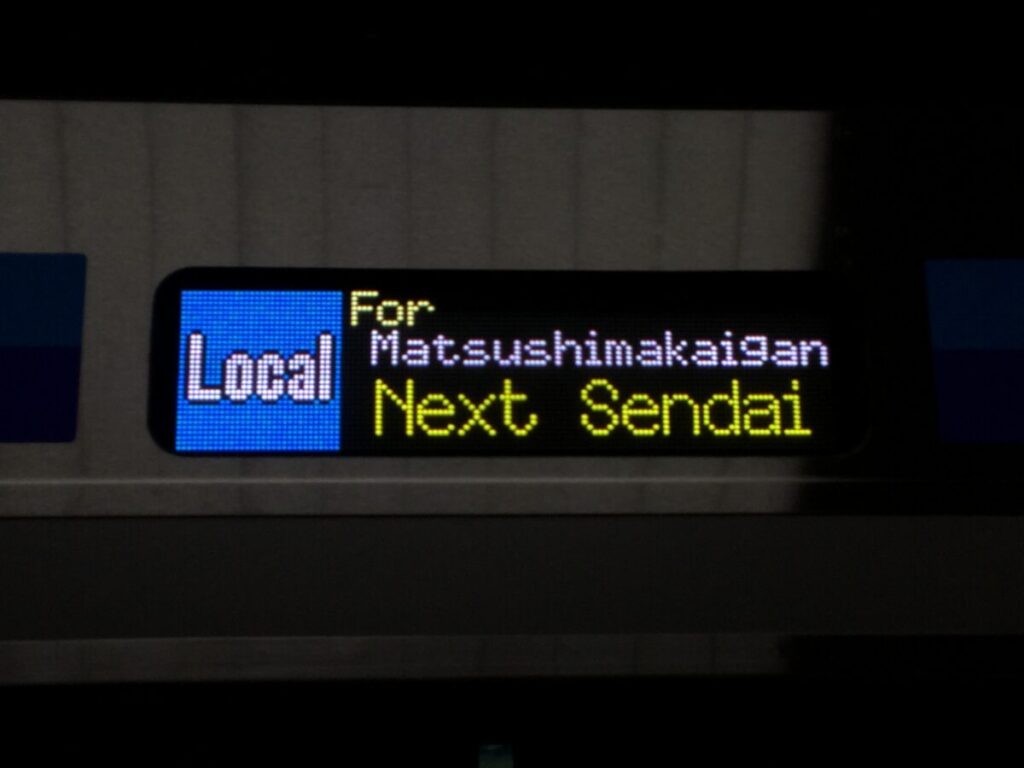 Local
For
Matsushimakaigan
Next Sendai